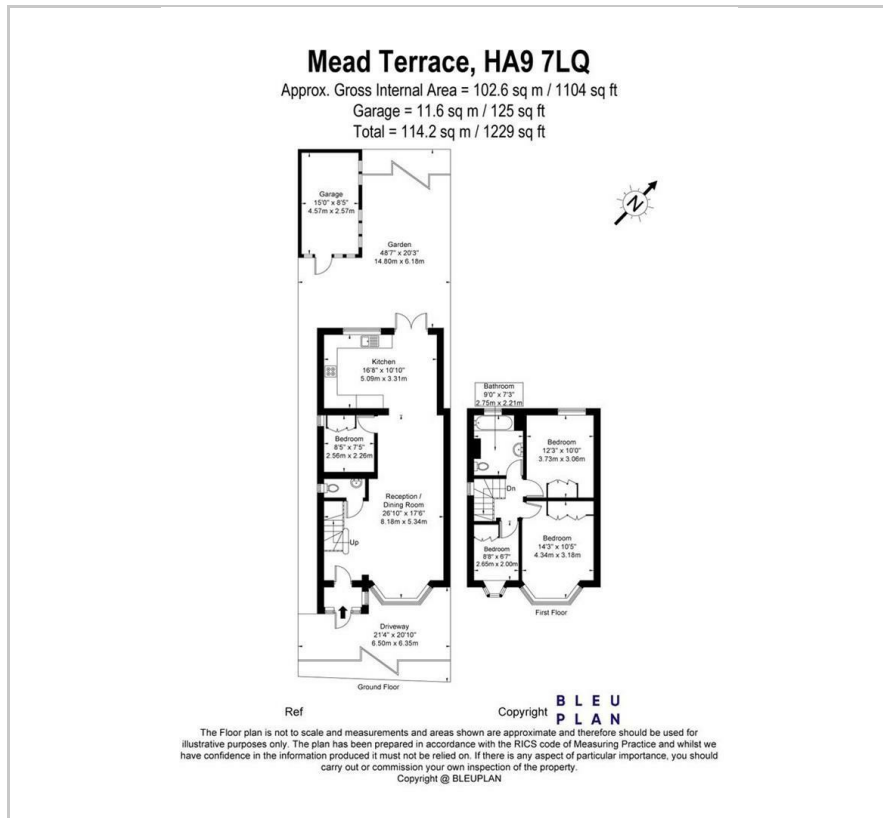 Mead Terrace, HA9 7LQ
Approx. Gross Internal Area = 102.6 sq m / 1104 sq ft
Garage = 11.6 sq m / 125 sq ft
Total = 114.2 sq m / 1229 sq ft
Garage
15'0" x 8'5"
4.57m x 2.57m
N
Garden
48'7" x 20'3"
14.80m x 6.18m
Kitchen
16'8" x 10'10"
5.09m x 3.31m
Bathroom
9'0" x 7'3"
2.75m x 2.21m
Bedroom
8'5" x 7'5"
2.56m x 2.26m
Bedroom
12'3" x 10'0"
3.73m x 3.06m
Dn
Reception /
Dining Room
26'10" x 17'6"
8.18m x 5.34m
Up
Bedroom
14'3" x 10'5"
4.34m x 3.18m
Bedroom
8'8" x 6'7"
2.65m x 2.00m
First Floor
Driveway
21'4" x 20'10"
6.50m x 6.35m
Ground Floor
Ref
Copyright
BLEU
PLAN
The Floor plan is not to scale and measurements and areas shown are approximate and therefore should be used for
illustrative purposes only. The plan has been prepared in accordance with the RICS code of Measuring Practice and whilst we
have confidence in the information produced it must not be relied on. If there is any aspect of particular importance, you should
carry out or commission your own inspection of the property.
Copyright @ BLEUPLAN